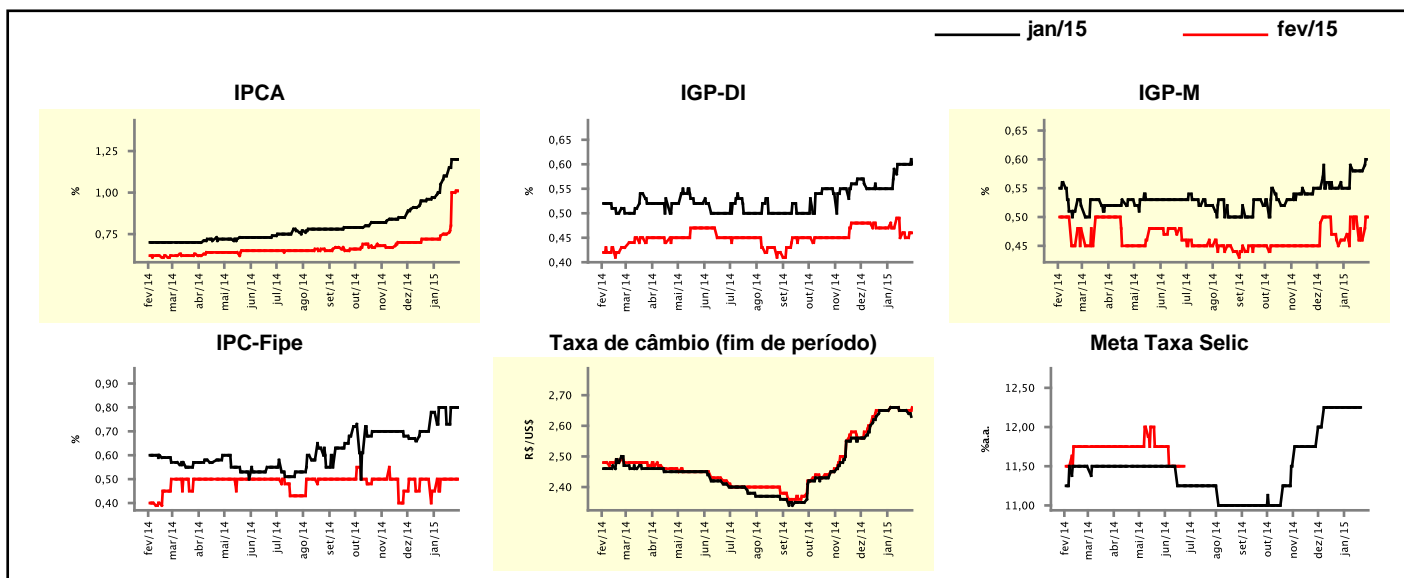 jan/15 fev/15
IPCA IGP-DI IGP-M
%
1,25
1,00
0,75
fev/14 mar/14 abr/14 mai/14 jun/14 jul/14 ago/14 set/14 out/14 nov/14 dez/14 jan/15
%
0,65
0,60
0,55
0,50
0,45
0,40
fev/14 mar/14 abr/14 mai/14 jun/14 jul/14 ago/14 set/14 out/14 nov/14 dez/14 jan/15
%
0,65
0,60
0,55
0,50
0,45
fev/14 mar/14 abr/14 mai/14 jun/14 jul/14 ago/14 set/14 out/14 nov/14 dez/14 jan/15
IPC-Fipe Taxa de câmbio (fim de período) Meta Taxa Selic
%
0,90
0,80
0,70
0,60
0,50
0,40
fev/14 mar/14 abr/14 mai/14 jun/14 jul/14 ago/14 set/14 out/14 nov/14 dez/14 jan/15
R$/US$
2,70
2,60
2,50
2,40
fev/14 mar/14 abr/14 mai/14 jun/14 jul/14 ago/14 set/14 out/14 nov/14 dez/14 jan/15
%a.a.
12,50
12,00
11,50
11,00
fev/14 mar/14 abr/14 mai/14 jun/14 jul/14 ago/14 set/14 out/14 nov/14 dez/14 jan/15